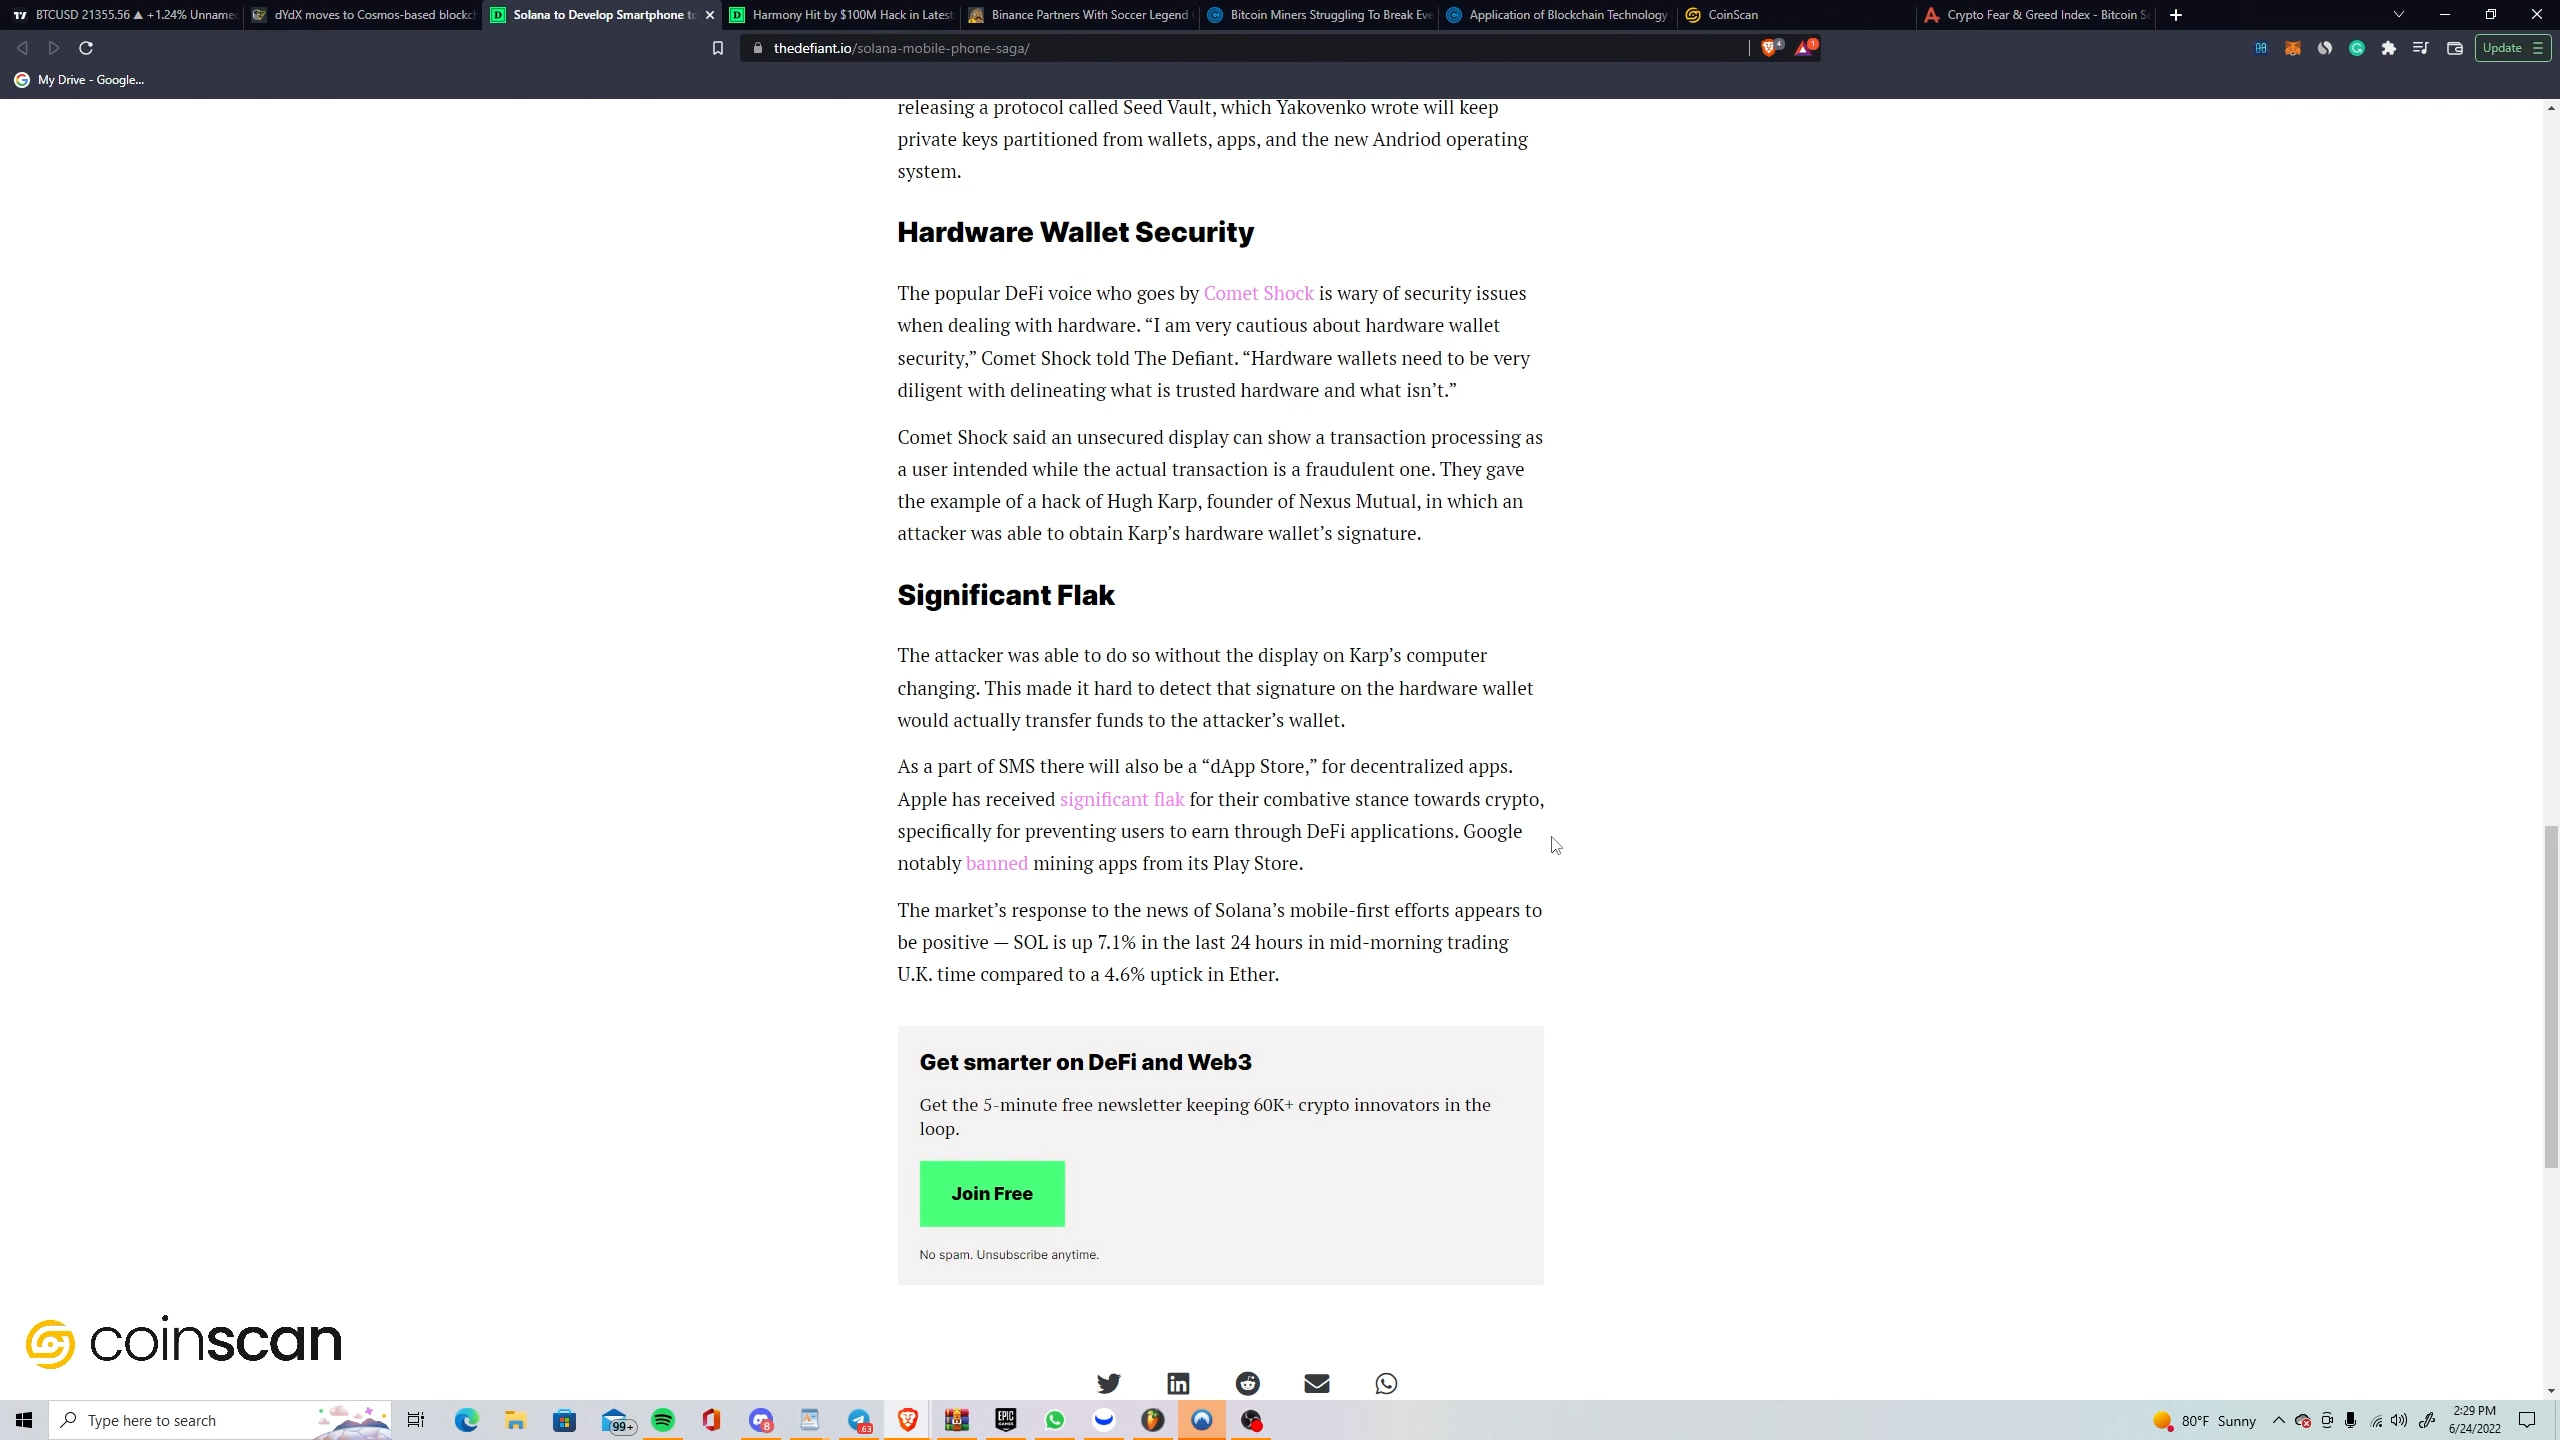 BTCUSD 21355.56 ▲ +1.24% Unname
dYdX moves to Cosmos-based blockc
Solana to Develop Smartphone to
Harmony Hit by $100M Hack in Latest
Binance Partners With Soccer Legend
Bitcoin Miners Struggling To Break Eve
Application of Blockchain Technology
CoinScan
Crypto Fear & Greed Index - Bitcoin Se
thedefiant.io/solana-mobile-phone-saga/
4
1
Update
My Drive - Google...
releasing a protocol called Seed Vault, which Yakovenko wrote will keep
private keys partitioned from wallets, apps, and the new Andriod operating
system.
Hardware Wallet Security
The popular DeFi voice who goes by Comet Shock is wary of security issues
when dealing with hardware. “I am very cautious about hardware wallet
security,” Comet Shock told The Defiant. “Hardware wallets need to be very
diligent with delineating what is trusted hardware and what isn’t.”
Comet Shock said an unsecured display can show a transaction processing as
a user intended while the actual transaction is a fraudulent one. They gave
the example of a hack of Hugh Karp, founder of Nexus Mutual, in which an
attacker was able to obtain Karp’s hardware wallet’s signature.
Significant Flak
The attacker was able to do so without the display on Karp’s computer
changing. This made it hard to detect that signature on the hardware wallet
would actually transfer funds to the attacker’s wallet.
As a part of SMS there will also be a “dApp Store,” for decentralized apps.
Apple has received significant flak for their combative stance towards crypto,
specifically for preventing users to earn through DeFi applications. Google
notably banned mining apps from its Play Store.
The market’s response to the news of Solana’s mobile-first efforts appears to
be positive — SOL is up 7.1% in the last 24 hours in mid-morning trading
U.K. time compared to a 4.6% uptick in Ether.
Get smarter on DeFi and Web3
Get the 5-minute free newsletter keeping 60K+ crypto innovators in the
loop.
Join Free
No spam. Unsubscribe anytime.
coinscan
Type here to search
99+
8
63
EPIC
GAMES
80°F Sunny
2:29 PM
6/24/2022